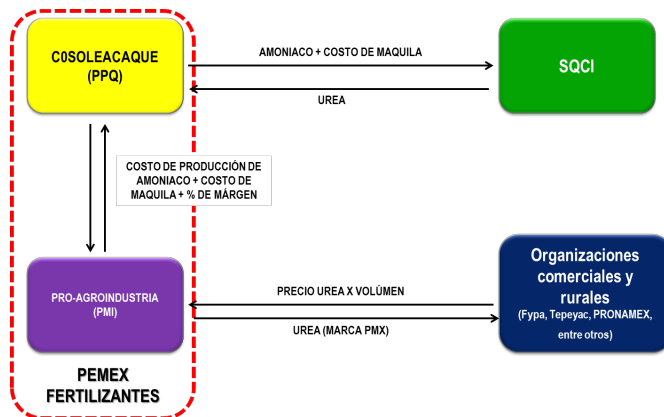 C0SOLEACAQUE
(PPQ)
AMONIACO + COSTO DE MAQUILA
SQCI
UREA
COSTO DE PRODUCCIÓN DE
AMONIACO + COSTO DE
MAQUILA + % DE MÁRGEN
PRO-AGROINDUSTRIA
(PMI)
PRECIO UREA X VOLÚMEN
UREA (MARCA PMX)
Organizaciones
comerciales y
rurales
(Fypa, Tepeyac, PRONAMEX,
entre otros)
PEMEX
FERTILIZANTES